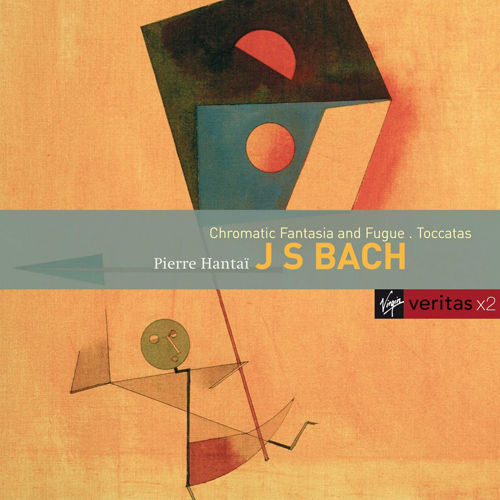 Chromatic Fantasia and Fugue . Toccatas
Pierre Hantaï J S BACH
Virgin veritas x2